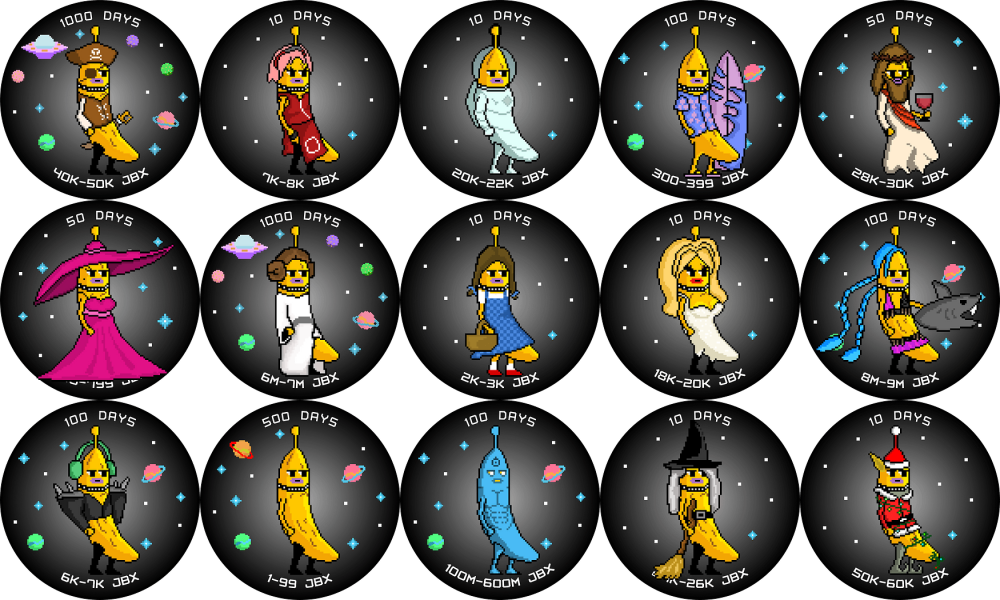 1000 DAYS
40K-50K JBX
10 DAYS
7K-8K JBX
10 DAYS
20K-22K JBX
100 DAYS
300-399 JBX
50 DAYS
28K-30K JBX
50 DAYS
1000 DAYS
6M-7M JBX
10 DAYS
2K-3K JBX
10 DAYS
18K-20K JBX
100 DAYS
8M-9M JBX
100 DAYS
6K-7K JBX
500 DAYS
1-99 JBX
100 DAYS
100M-600M JBX
10 DAYS
-26K JBX
10 DAYS
50K-60K JBX